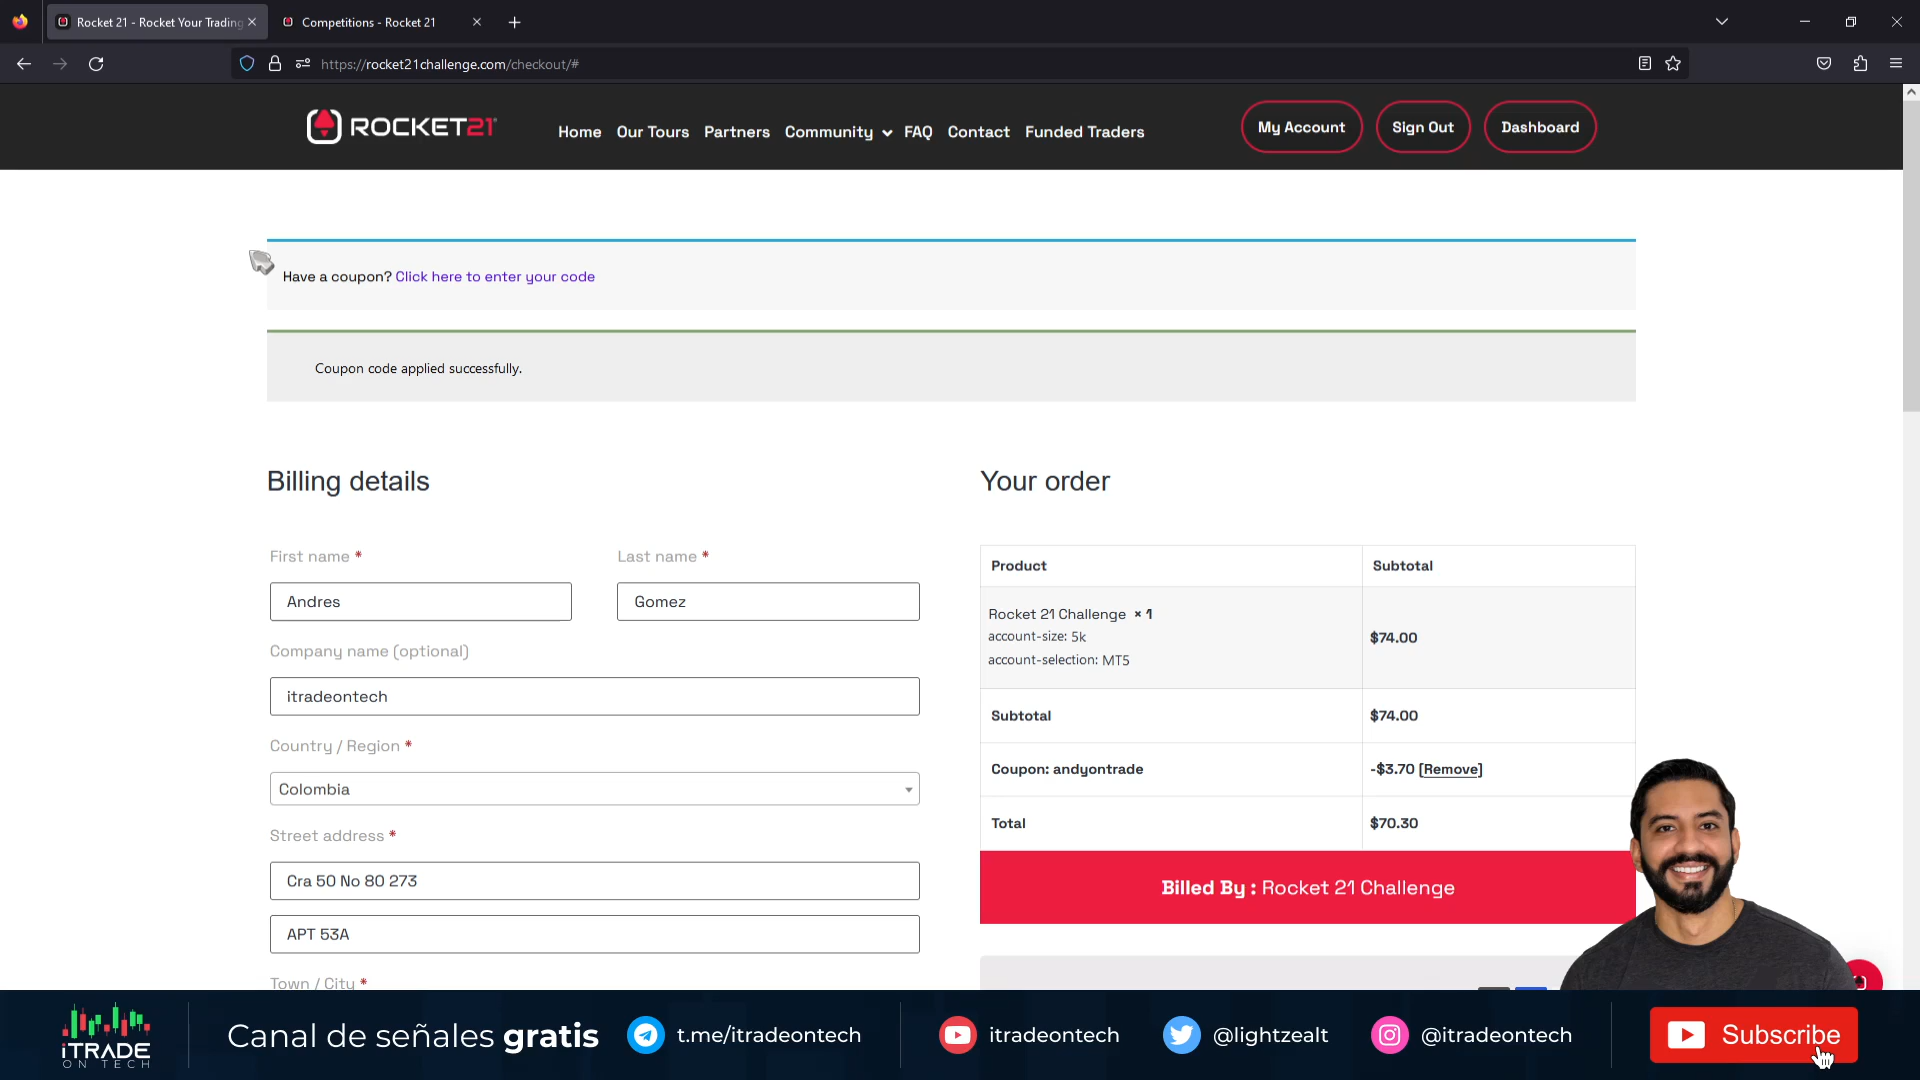 Rocket 21 - Rocket Your Trading
Competitions - Rocket 21
https://rocket21challenge.com/checkout/#
ROCKET21
Home
Our Tours
Partners
Community
FAQ
Contact
Funded Traders
My Account
Sign Out
Dashboard
Have a coupon? Click here to enter your code
Coupon code applied successfully.
Billing details
First name *
Last name *
Andres
Gomez
Company name (optional)
itradeontech
Country / Region *
Colombia
Street address *
Cra 50 No 80 273
APT 53A
Town / City *
Your order
Product
Subtotal
Rocket 21 Challenge × 1
account-size: 5k
account-selection: MT5
$74.00
Subtotal
$74.00
Coupon: andyontrade
-$3.70 [Remove]
Total
$70.30
Billed By : Rocket 21 Challenge
iTRADE
ON TECH
Canal de señales gratis
t.me/itradeontech
itradeontech
@lightzealt
@itradeontech
Subscribe